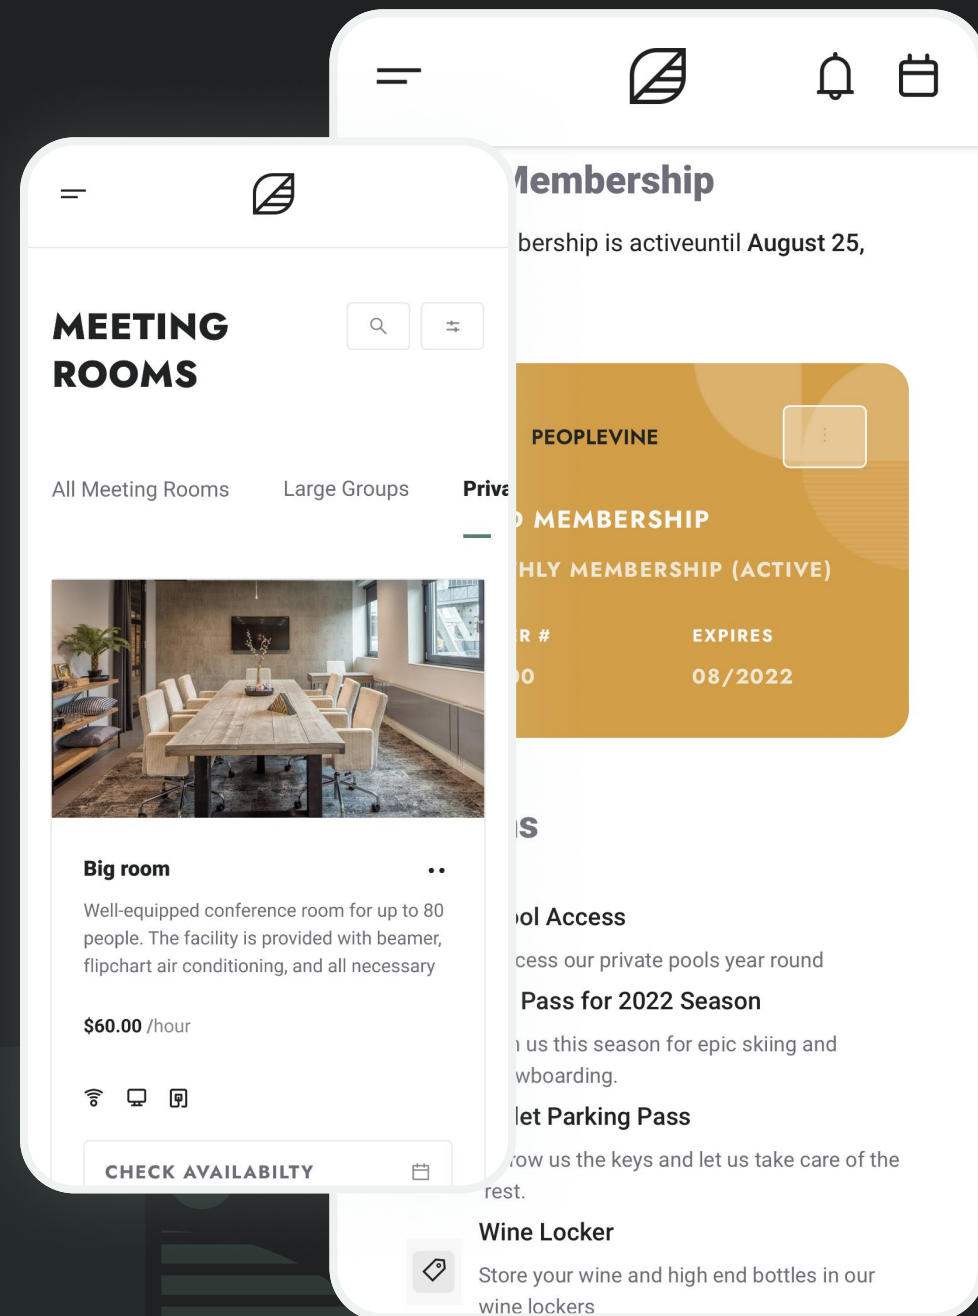 MEETING
ROOMS
All Meeting Rooms
Large Groups
Big room
Well-equipped conference room for up to 80
people. The facility is provided with beamer,
flipchart air conditioning, and all necessary
$60.00 /hour
CHECK AVAILABILTY
Membership
bership is activeuntil August 25,
PEOPLEVINE
MEMBERSHIP
HLY MEMBERSHIP (ACTIVE)
ER #
EXPIRES
00
08/2022
ool Access
cess our private pools year round
Pass for 2022 Season
us this season for epic skiing and
wboarding.
let Parking Pass
row us the keys and let us take care of the
rest.
Wine Locker
Store your wine and high end bottles in our
wine lockers